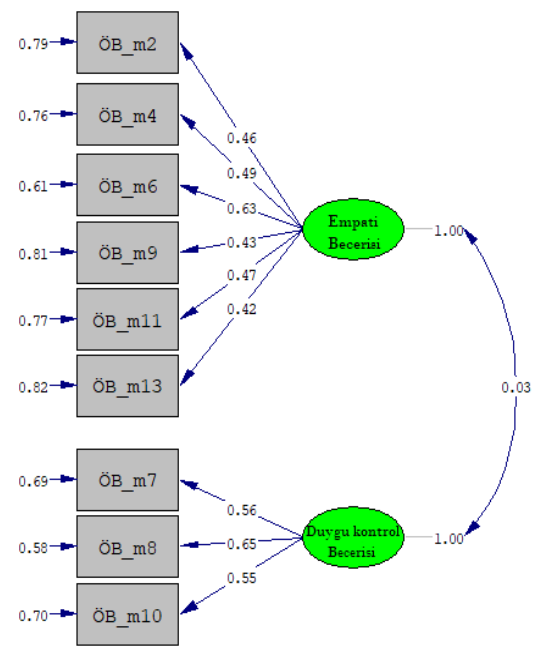 0.79
ÖB_m2
0.46
0.76
ÖB_m4
0.49
0.61
ÖB_m6
0.63
Empati
Becerisi
1.00
0.81
ÖB_m9
0.43
0.47
0.77
ÖB_m11
0.42
0.82
ÖB_m13
0.03
0.69
ÖB_m7
0.56
0.58
ÖB_m8
0.65
Duygu kontrol
Becerisi
1.00
0.55
0.70
ÖB_m10